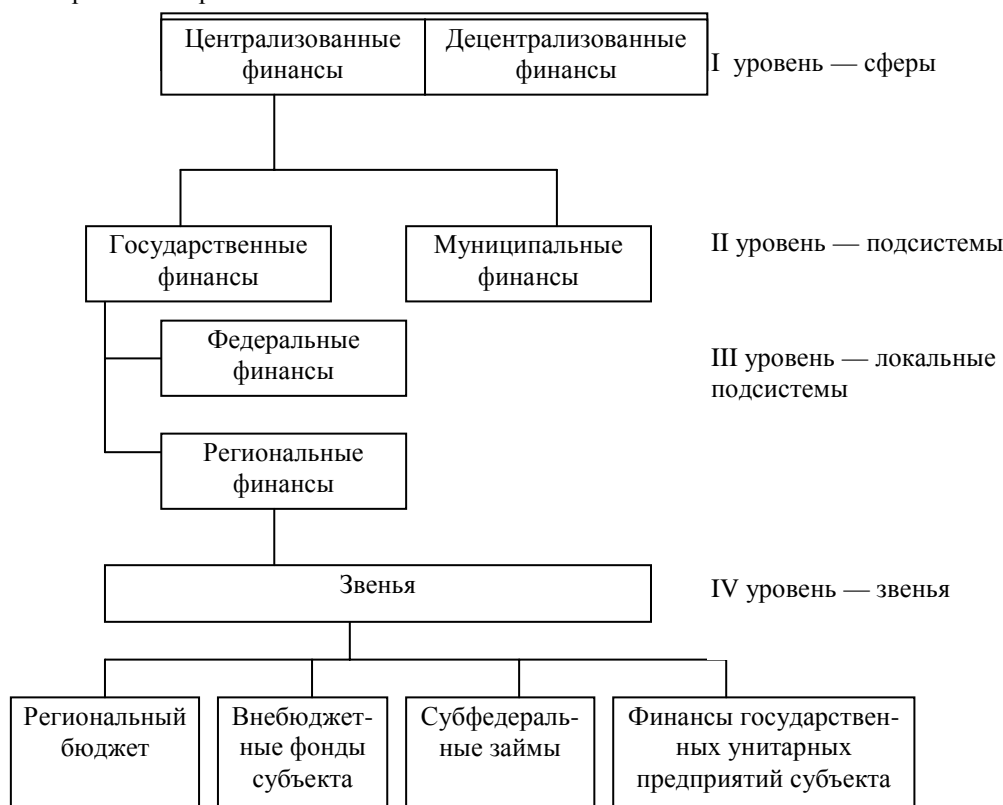 Централизованные
финансы
Децентрализованные
финансы
I уровень — сферы
Государственные
финансы
Муниципальные
финансы
II уровень — подсистемы
Федеральные
финансы
III уровень — локальные
подсистемы
Региональные
финансы
Звенья
IV уровень — звенья
Региональный
бюджет
Внебюджет-
ные фонды
субъекта
Субфедераль-
ные займы
Финансы государствен-
ных унитарных
предприятий субъекта